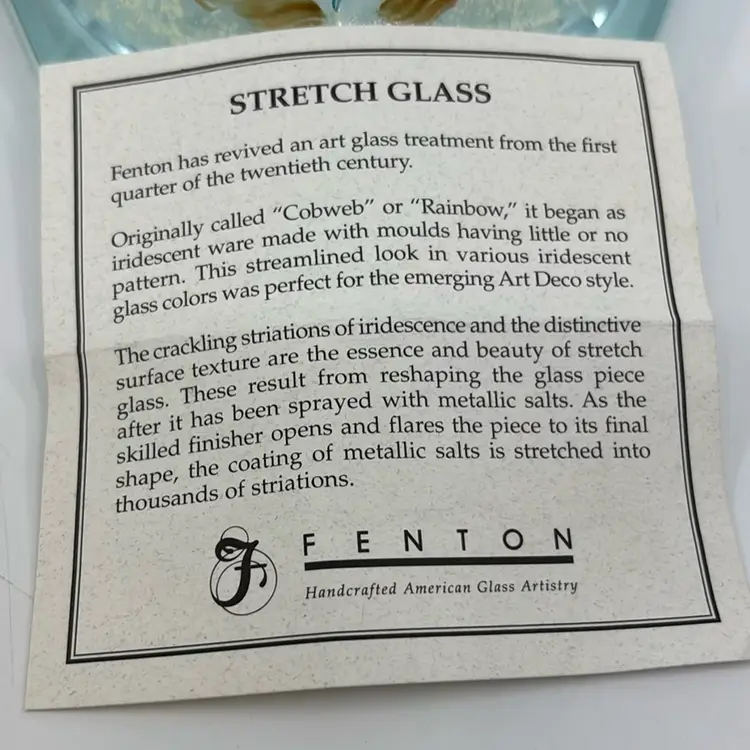 STRETCH GLASS
Fenton has revived an art glass treatment from the first
quarter of the twentieth century.
Originally called “Cobweb” or “Rainbow,” it began as
iridescent ware made with moulds having little or no
pattern. This streamlined look in various iridescent
glass colors was perfect for the emerging Art Deco style.
The crackling striations of iridescence and the distinctive
surface texture are the essence and beauty of stretch
glass. These result from reshaping the glass piece
after it has been sprayed with metallic salts. As the
skilled finisher opens and flares the piece to its final
shape, the coating of metallic salts is stretched into
thousands of striations.
F FENTON
Handcrafted American Glass Artistry